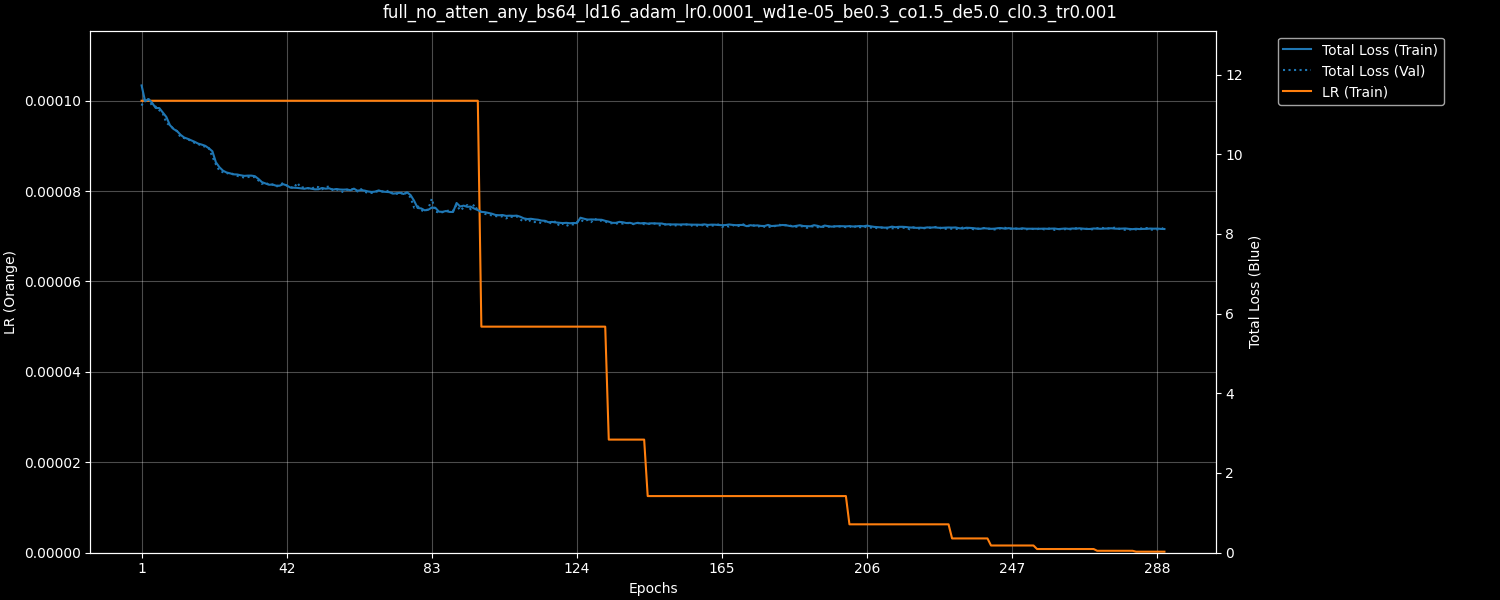 full_no_atten_any_bs64_ld16_adam_lr0.0001_wd1e-05_be0.3_co1.5_de5.0_cl0.3_tr0.001
Total Loss (Train)
Total Loss (Val)
LR (Train)
LR (Orange)
0.00010
0.00008
0.00006
0.00004
0.00002
0.00000
12
10
8
6
4
2
0
Total Loss (Blue)
1 42 83 124 165 206 247 288
Epochs